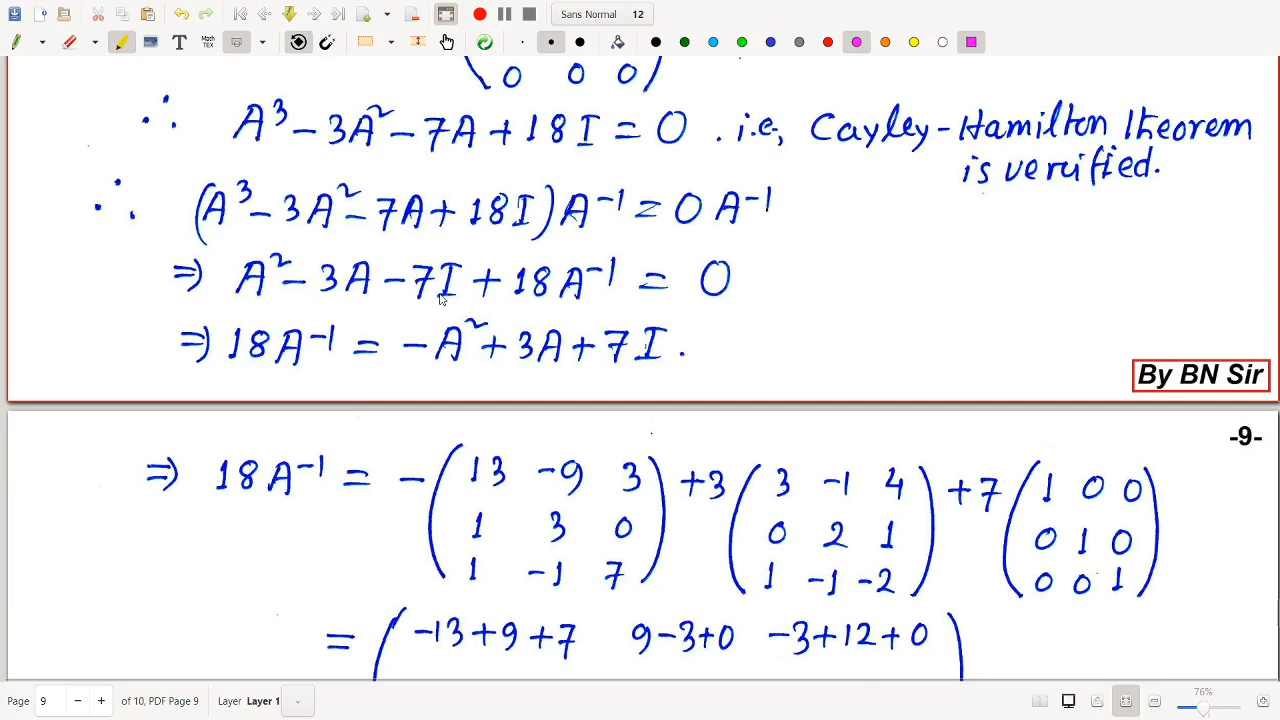 Sans Normal 12
Math TEX
0 0 0
∴ A³ – 3A² – 7A + 18I = 0 . i.e., Cayley-Hamilton Theorem
is verified.
∴ (A³ – 3A² – 7A + 18I) A⁻¹ = 0 A⁻¹
⇒ A² – 3A – 7I + 18A⁻¹ = 0
⇒ 18A⁻¹ = –A² + 3A + 7I .
By BN Sir
-9-
⇒ 18A⁻¹ = – (13 -9 3) +3 (3 -1 4) +7 (1 0 0)
1 3 0 0 2 1 0 1 0
1 -1 7 1 -1 -2 0 0 1
= ( -13+9+7 9-3+0 -3+12+0 )
Page 9 – + of 10, PDF Page 9 Layer Layer 1 76%